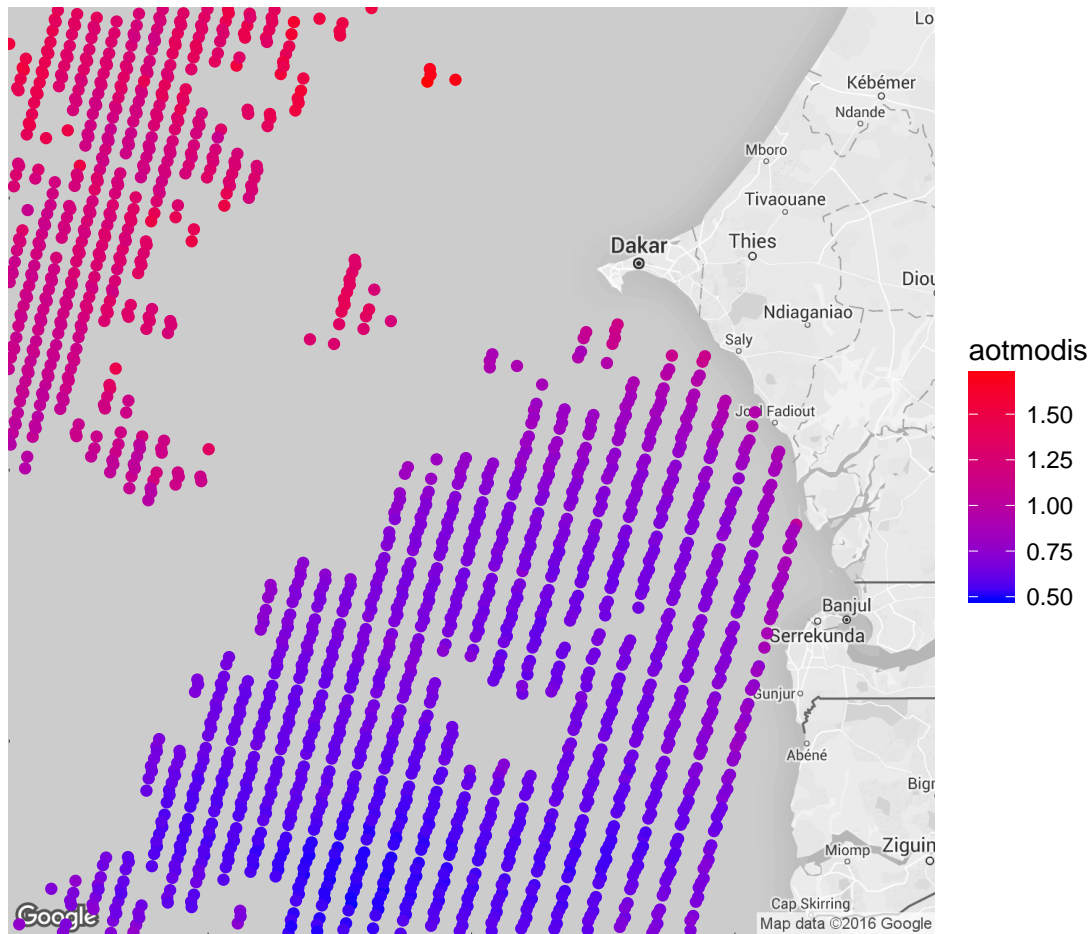 Lo
Kébémer
Ndande
Mboro
Tivaouane
Dakar
Thies
Diou
Ndiaganiao
Saly
Joal Fadiout
aotmodis
1.50
1.25
1.00
0.75
0.50
Banjul
Serrekunda
Gunjur
Abéné
Bign
Ziguin
Miomp
Cap Skirring
Google
Map data ©2016 Google